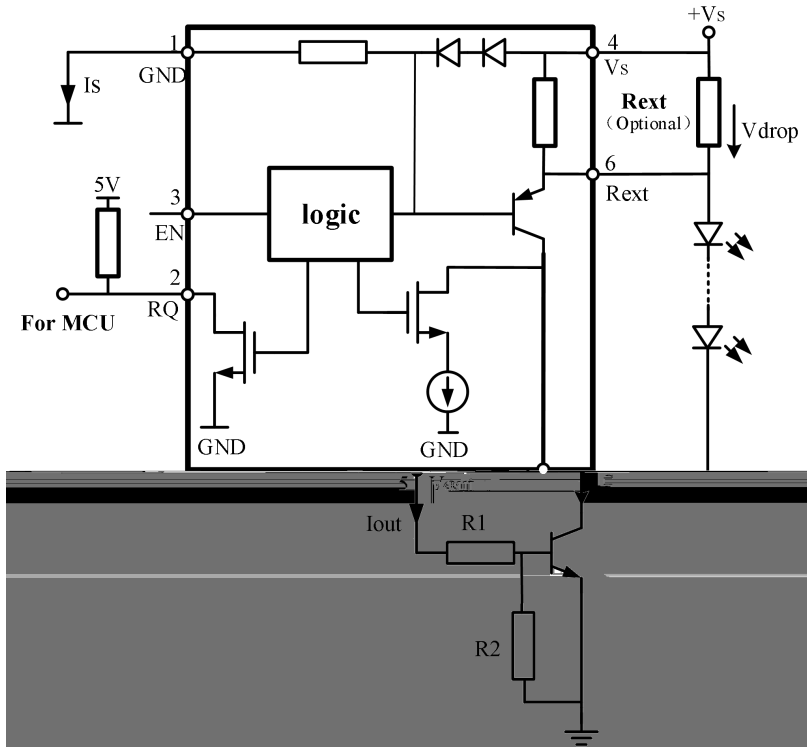 +Vs
1
4
GND
Is
Vs
Rext
(Optional)
Vdrop
6
Rext
5V
3
logic
EN
2
For MCU
RQ
GND
GND
5
Iout
R1
R2